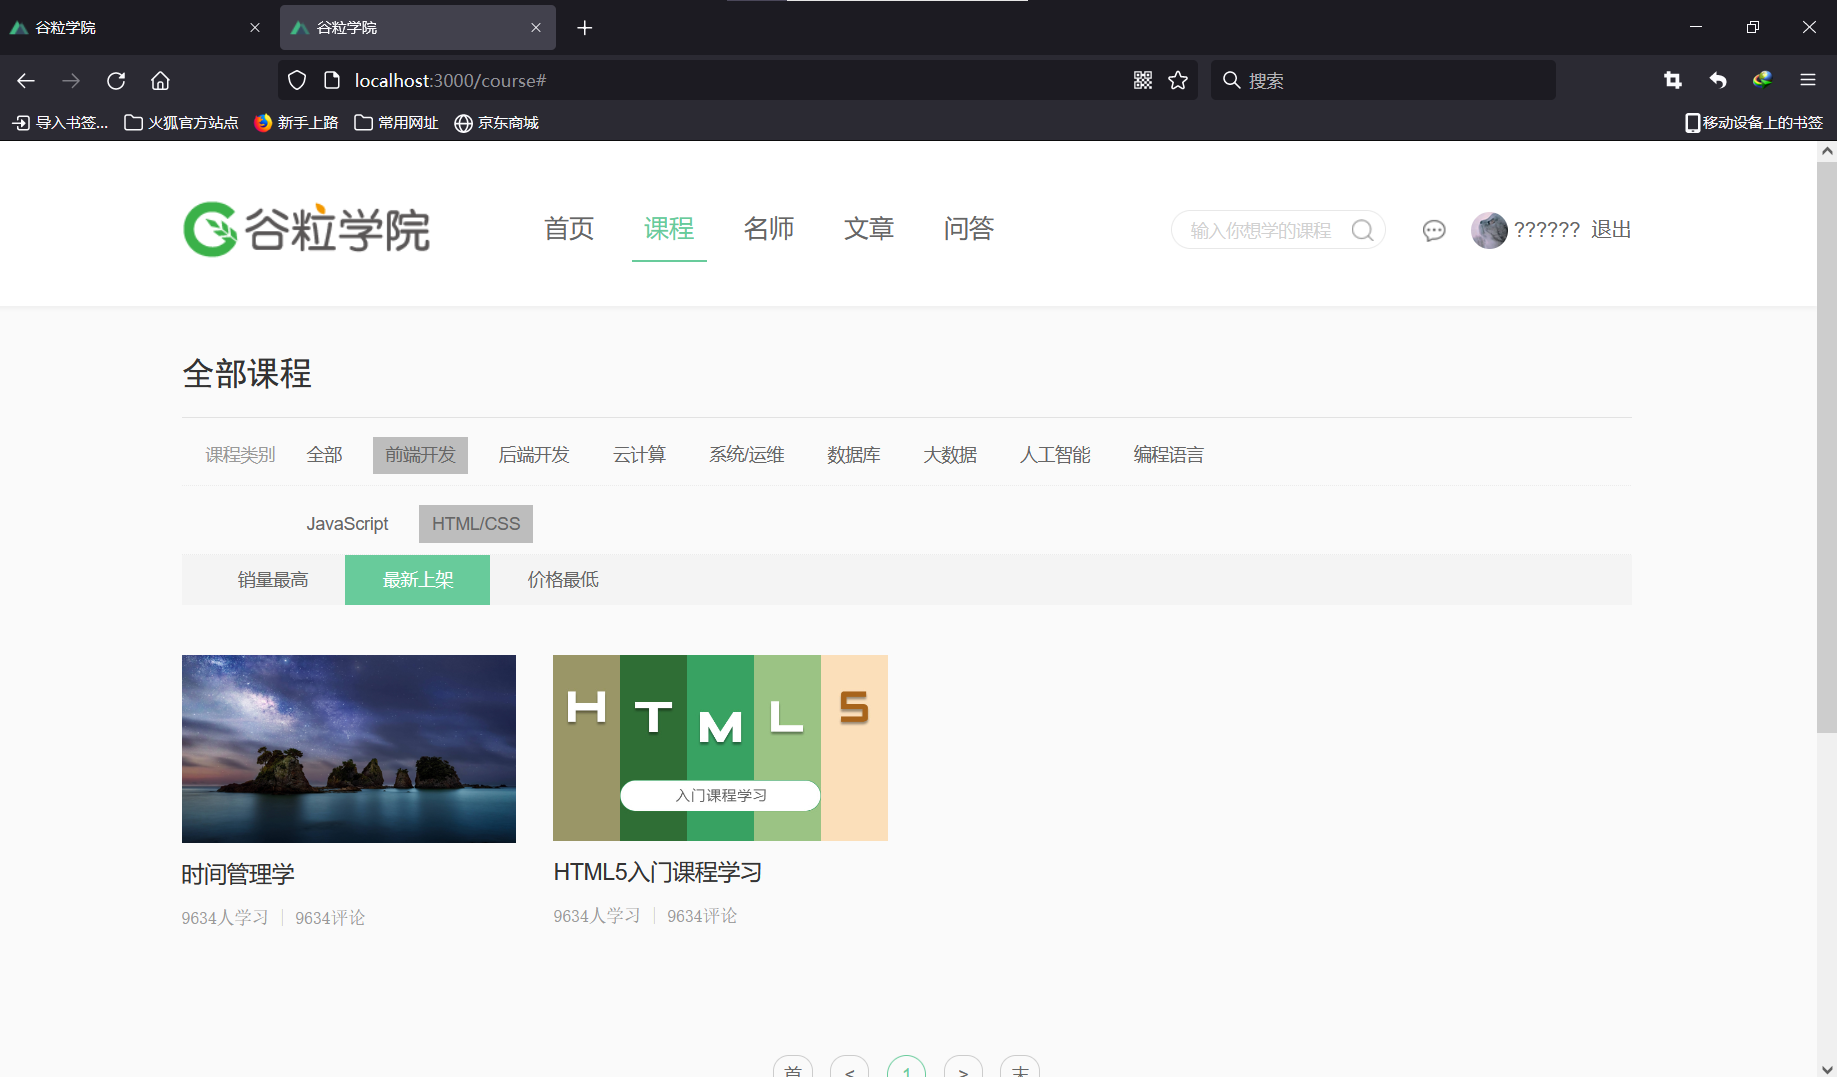 谷粒学院
谷粒学院
localhost:3000/course#
搜索
导入书签...
火狐官方站点
新手上路
常用网址
京东商城
移动设备上的书签
谷粒学院
首页
课程
名师
文章
问答
输入你想学的课程
??????
退出
全部课程
课程类别
全部
前端开发
后端开发
云计算
系统/运维
数据库
大数据
人工智能
编程语言
JavaScript
HTML/CSS
销量最高
最新上架
价格最低
HTML5
入门课程学习
时间管理学
HTML5入门课程学习
9634人学习 | 9634评论
9634人学习 | 9634评论
首 < 1 > 末